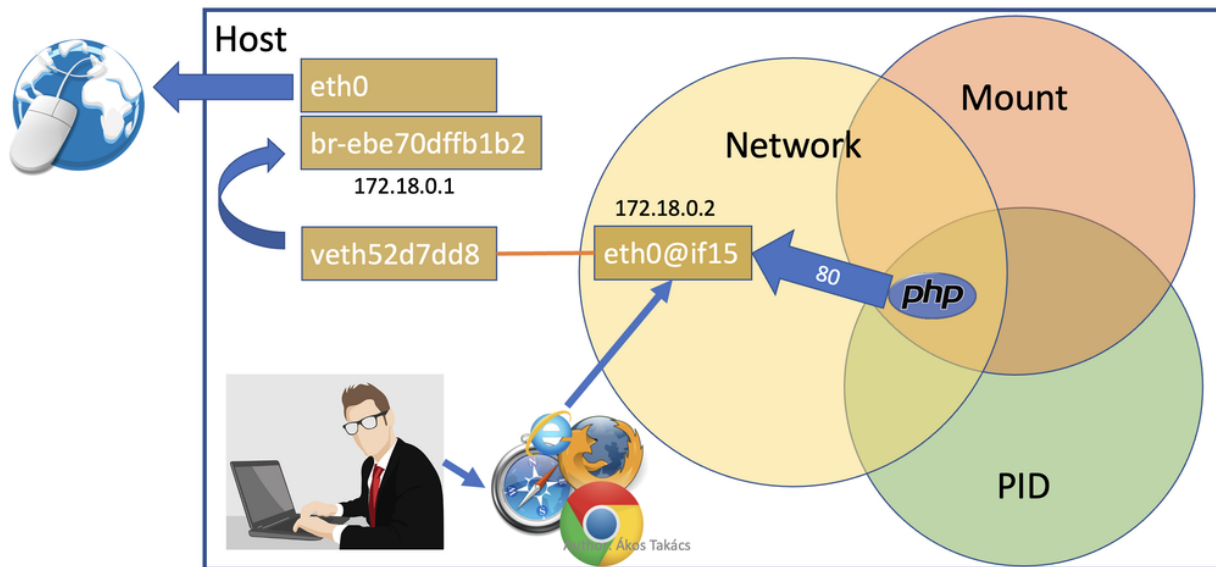 Host
eth0
br-ebe70dffb1b2
172.18.0.1
veth52d7dd8
172.18.0.2
eth0@if15
80
php
Network
Mount
PID
Author: Ákos Takács